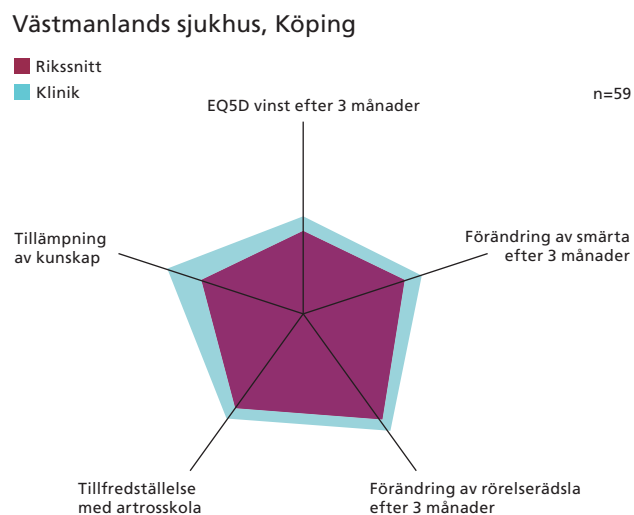 Västmanlands sjukhus, Köping
Rikssnitt
Klinik
n=59
EQ5D vinst efter 3 månader
Förändring av smärta
efter 3 månader
Förändring av rörelserädsla
efter 3 månader
Tillfredställelse
med artrosskola
Tillämpning
av kunskap